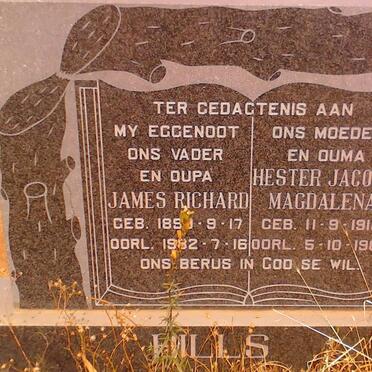 TER GEDAGTENIS AAN
MY EGGENOOT
ONS VADER
EN OUPA
JAMES RICHARD
GEB. 9-17
OORL. 1982-7-16
ONS MOEDE
EN OUMA
HESTER JACO
MAGDALENA
GEB. 11-9-191
OORL. 5-10-19
ONS BERUS IN GOD SE WIL.
HILLS